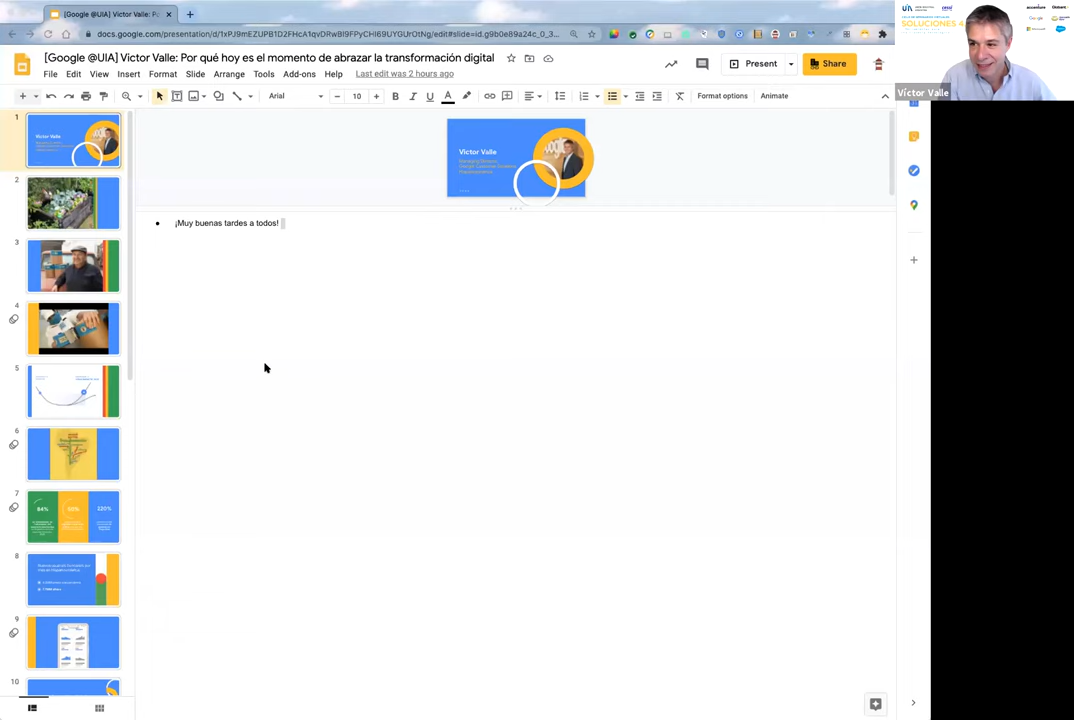 [Google @UIA] Victor Valle: Po
docs.google.com/presentation/d/1xPJ9mEZUPB1D2FHcA1qvDRwBl9FPyCHl69UYGUrOtNg/edit#slide=id.g9b0e89a24c_0_3...
[Google @UIA] Victor Valle: Por qué hoy es el momento de abrazar la transformación digital
File Edit View Insert Format Slide Arrange Tools Add-ons Help Last edit was 2 hours ago
Present
Share
Arial
10
Format options
Animate
SOLUCIONES 4
accenture
Globant
Google
Víctor Valle
1
Victor Valle
2
3
4
5
6
7
84%
120%
8
9
10
Victor Valle
¡Muy buenas tardes a todos!